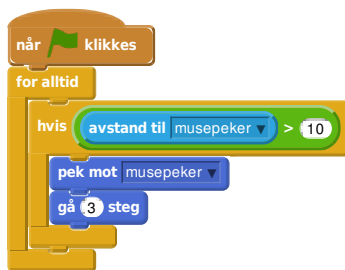 når klikkes
for alltid
hvis avstand til musepeker > 10
pek mot musepeker
gå 3 steg